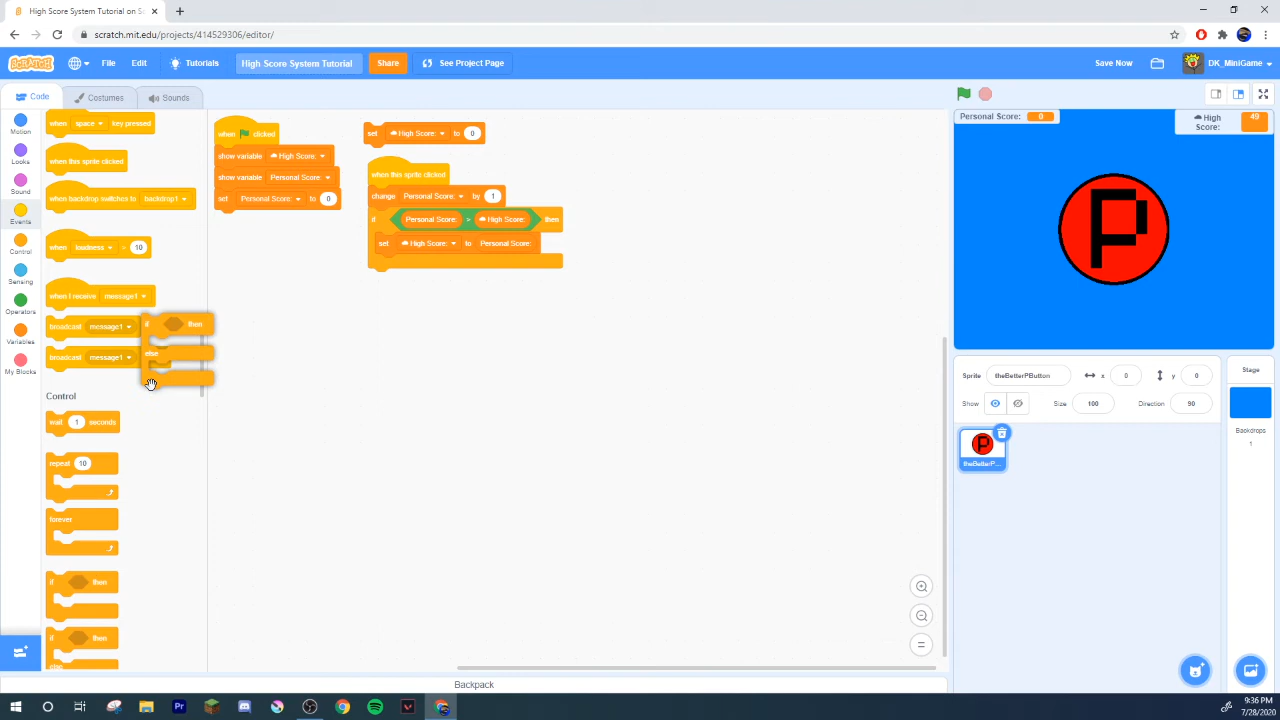 High Score System Tutorial on Sc
scratch.mit.edu/projects/414529306/editor/
SCRATCH
File
Edit
Tutorials
High Score System Tutorial
Share
See Project Page
Save Now
DK_MiniGame
Code
Costumes
Sounds
Motion
Looks
Sound
Events
Control
Sensing
Operators
Variables
My Blocks
when space key pressed
when this sprite clicked
when backdrop switches to backdrop1
when loudness > 10
when I receive message1
broadcast message1
broadcast message1
if then
else
Control
wait 1 seconds
repeat 10
forever
if then
if then
else
when clicked
show variable High Score:
show variable Personal Score:
set Personal Score: to 0
set High Score: to 0
when this sprite clicked
change Personal Score: by 1
if Personal Score: > High Score: then
set High Score: to Personal Score:
Personal Score: 0
High Score: 49
P
Sprite theBetterPButton x 0 y 0
Show Size 100 Direction 90
P
theBetterP...
Stage
Backdrops
1
Backpack
9:36 PM
7/28/2020